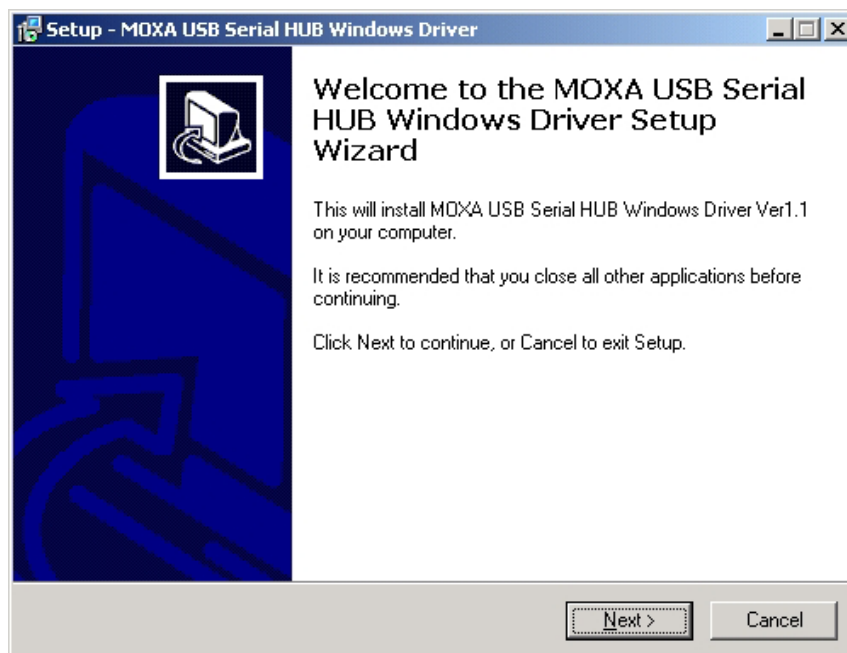 Setup - MOXA USB Serial HUB Windows Driver
Welcome to the MOXA USB Serial
HUB Windows Driver Setup
Wizard
This will install MOXA USB Serial HUB Windows Driver Ver1.1
on your computer.
It is recommended that you close all other applications before
continuing.
Click Next to continue, or Cancel to exit Setup.
Next >
Cancel